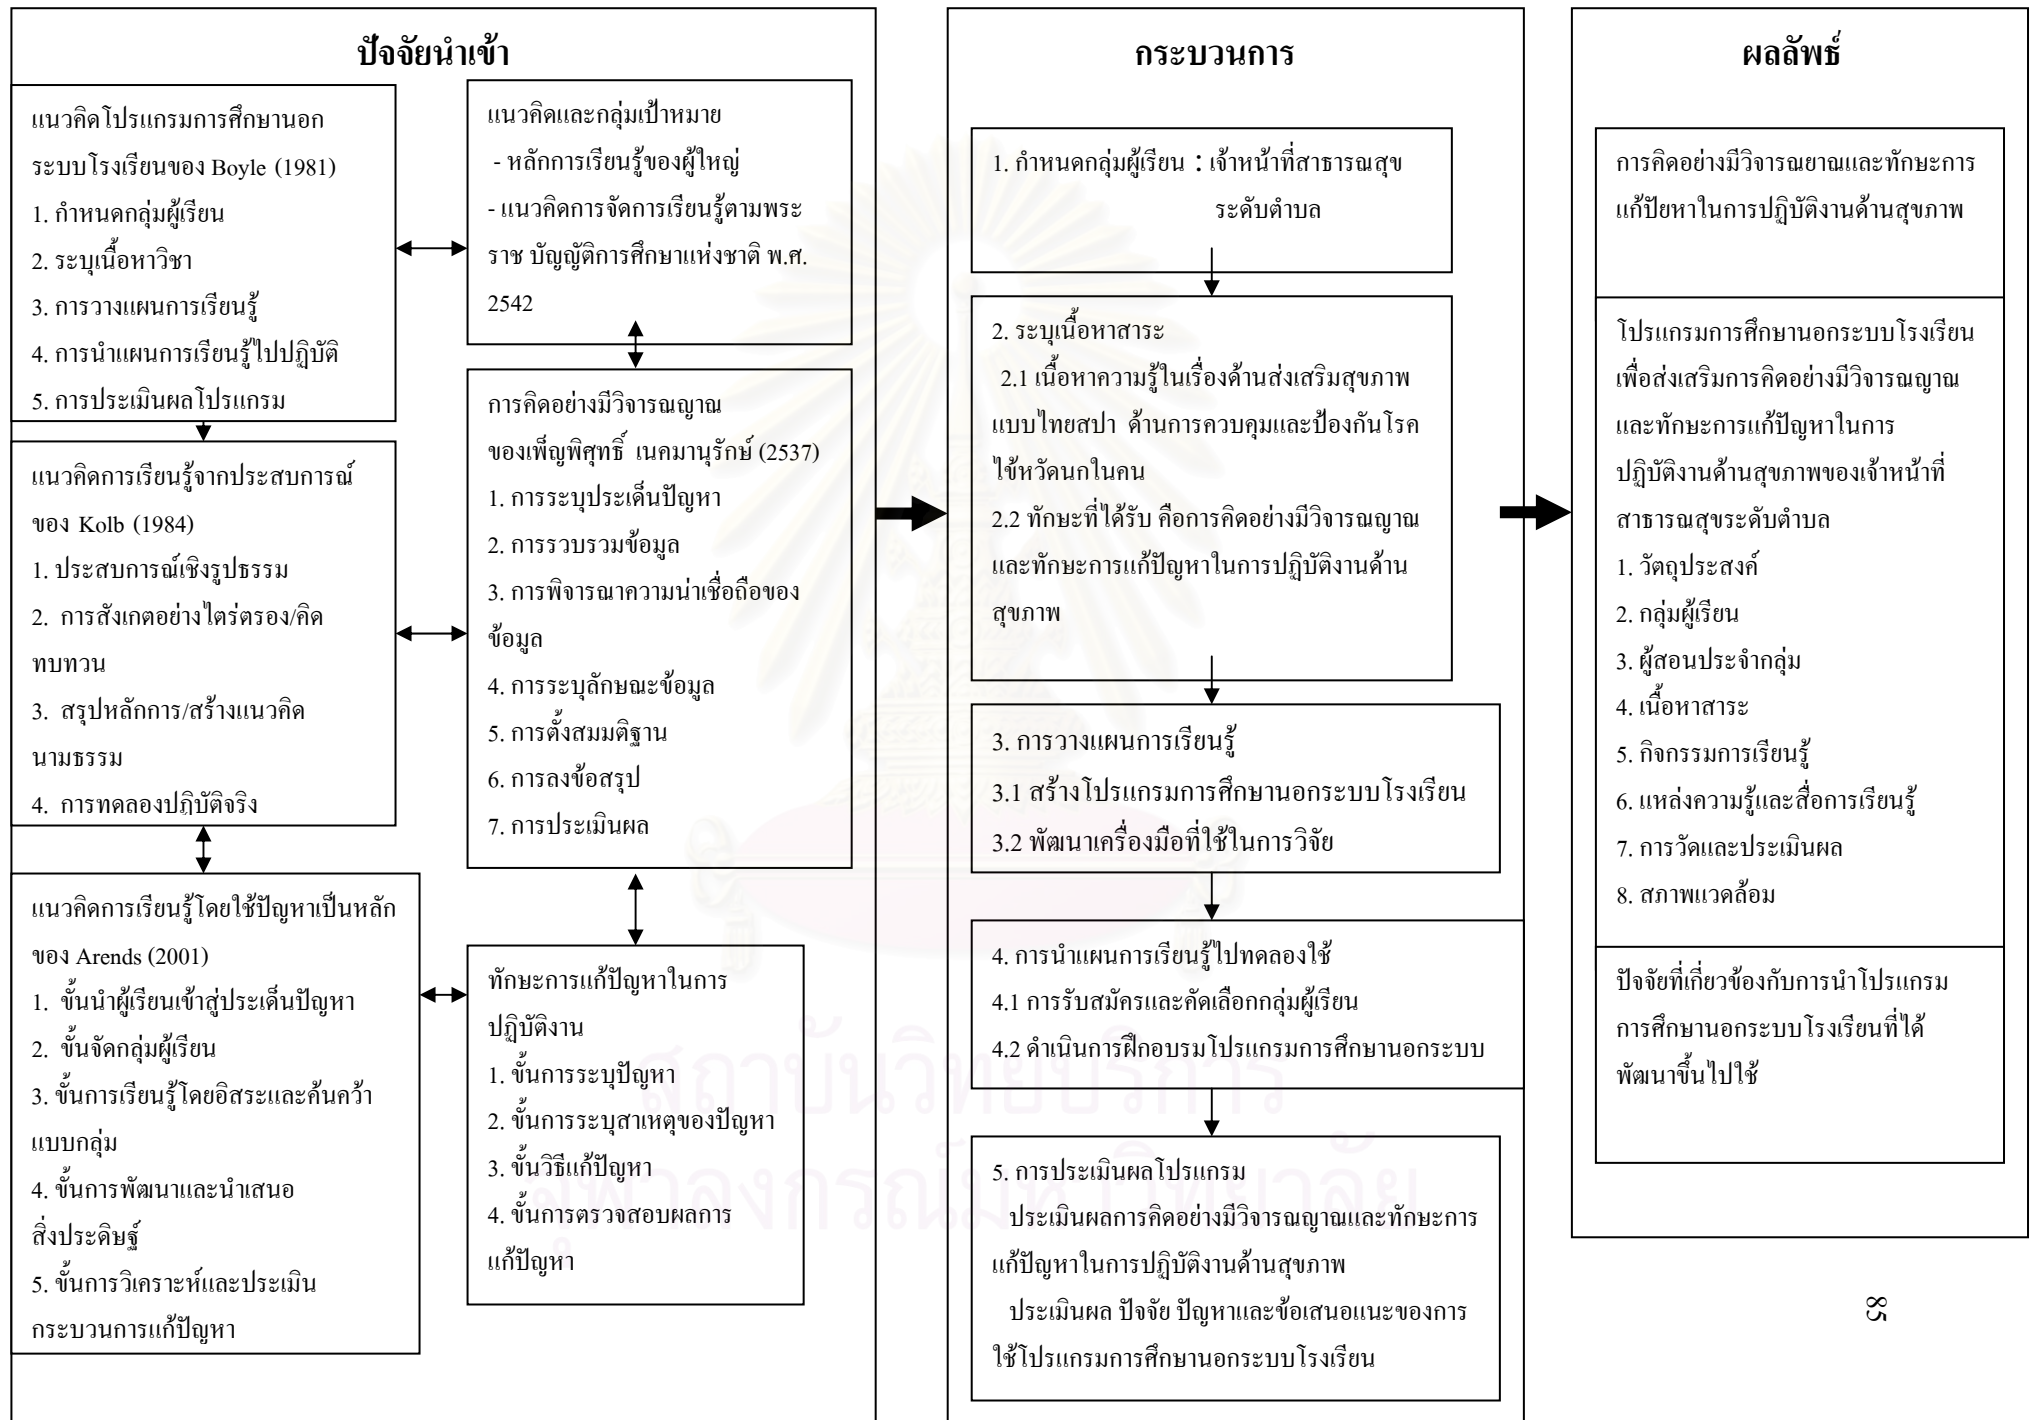 ปัจจัยนำเข้า
แนวคิดโปรแกรมการศึกษานอก
ระบบโรงเรียนของ Boyle (1981)
1. กำหนดกลุ่มผู้เรียน
2. ระบุเนื้อหาวิชา
3. การวางแผนการเรียนรู้
4. การนำแผนการเรียนรู้ไปปฏิบัติ
5. การประเมินผลโปรแกรม
แนวคิดการเรียนรู้จากประสบการณ์
ของ Kolb (1984)
1. ประสบการณ์เชิงรูปธรรม
2. การสังเกตอย่างไตร่ตรอง/คิด
ทบทวน
3. สรุปหลักการ/สร้างแนวคิด
นามธรรม
4. การทดลองปฏิบัติจริง
แนวคิดการเรียนรู้โดยใช้ปัญหาเป็นหลัก
ของ Arends (2001)
1. ขั้นนำผู้เรียนเข้าสู่ประเด็นปัญหา
2. ขั้นจัดกลุ่มผู้เรียน
3. ขั้นการเรียนรู้โดยอิสระและค้นคว้า
แบบกลุ่ม
4. ขั้นการพัฒนาและนำเสนอ
สิ่งประดิษฐ์
5. ขั้นการวิเคราะห์และประเมิน
กระบวนการแก้ปัญหา
แนวคิดและกลุ่มเป้าหมาย
- หลักการเรียนรู้ของผู้ใหญ่
- แนวคิดการจัดการเรียนรู้ตามพระ
ราช บัญญัติการศึกษาแห่งชาติ พ.ศ.
2542
การคิดอย่างมีวิจารณญาณ
ของเพ็ญพิศุทธิ์ เนคมานุรักษ์ (2537)
1. การระบุประเด็นปัญหา
2. การรวบรวมข้อมูล
3. การพิจารณาความน่าเชื่อถือของ
ข้อมูล
4. การระบุลักษณะข้อมูล
5. การตั้งสมมติฐาน
6. การลงข้อสรุป
7. การประเมินผล
ทักษะการแก้ปัญหาในการ
ปฏิบัติงาน
1. ขั้นการระบุปัญหา
2. ขั้นการระบุสาเหตุของปัญหา
3. ขั้นวิธีแก้ปัญหา
4. ขั้นการตรวจสอบผลการ
แก้ปัญหา
กระบวนการ
1. กำหนดกลุ่มผู้เรียน : เจ้าหน้าที่สาธารณสุข
ระดับตำบล
2. ระบุเนื้อหาสาระ
2.1 เนื้อหาความรู้ในเรื่องด้านส่งเสริมสุขภาพ
แบบไทยสปา ด้านการควบคุมและป้องกันโรค
ไข้หวัดนกในคน
2.2 ทักษะที่ได้รับ คือการคิดอย่างมีวิจารณญาณ
และทักษะการแก้ปัญหาในการปฏิบัติงานด้าน
สุขภาพ
3. การวางแผนการเรียนรู้
3.1 สร้างโปรแกรมการศึกษานอกระบบโรงเรียน
3.2 พัฒนาเครื่องมือที่ใช้ในการวิจัย
4. การนำแผนการเรียนรู้ไปทดลองใช้
4.1 การรับสมัครและคัดเลือกกลุ่มผู้เรียน
4.2 ดำเนินการฝึกอบรมโปรแกรมการศึกษานอกระบบ
5. การประเมินผลโปรแกรม
ประเมินผลการคิดอย่างมีวิจารณญาณและทักษะการ
แก้ปัญหาในการปฏิบัติงานด้านสุขภาพ
ประเมินผล ปัจจัย ปัญหาและข้อเสนอแนะของการ
ใช้โปรแกรมการศึกษานอกระบบโรงเรียน
ผลลัพธ์
การคิดอย่างมีวิจารณยาณและทักษะการ
แก้ปัยหาในการปฏิบัติงานด้านสุขภาพ
โปรแกรมการศึกษานอกระบบโรงเรียน
เพื่อส่งเสริมการคิดอย่างมีวิจารณญาณ
และทักษะการแก้ปัญหาในการ
ปฏิบัติงานด้านสุขภาพของเจ้าหน้าที่
สาธารณสุขระดับตำบล
1. วัตถุประสงค์
2. กลุ่มผู้เรียน
3. ผู้สอนประจำกลุ่ม
4. เนื้อหาสาระ
5. กิจกรรมการเรียนรู้
6. แหล่งความรู้และสื่อการเรียนรู้
7. การวัดและประเมินผล
8. สภาพแวดล้อม
ปัจจัยที่เกี่ยวข้องกับการนำโปรแกรม
การศึกษานอกระบบโรงเรียนที่ได้
พัฒนาขึ้นไปใช้
85
สถาบันวิทยบริการ
จุฬาลงกรณ์มหาวิทยาลัย